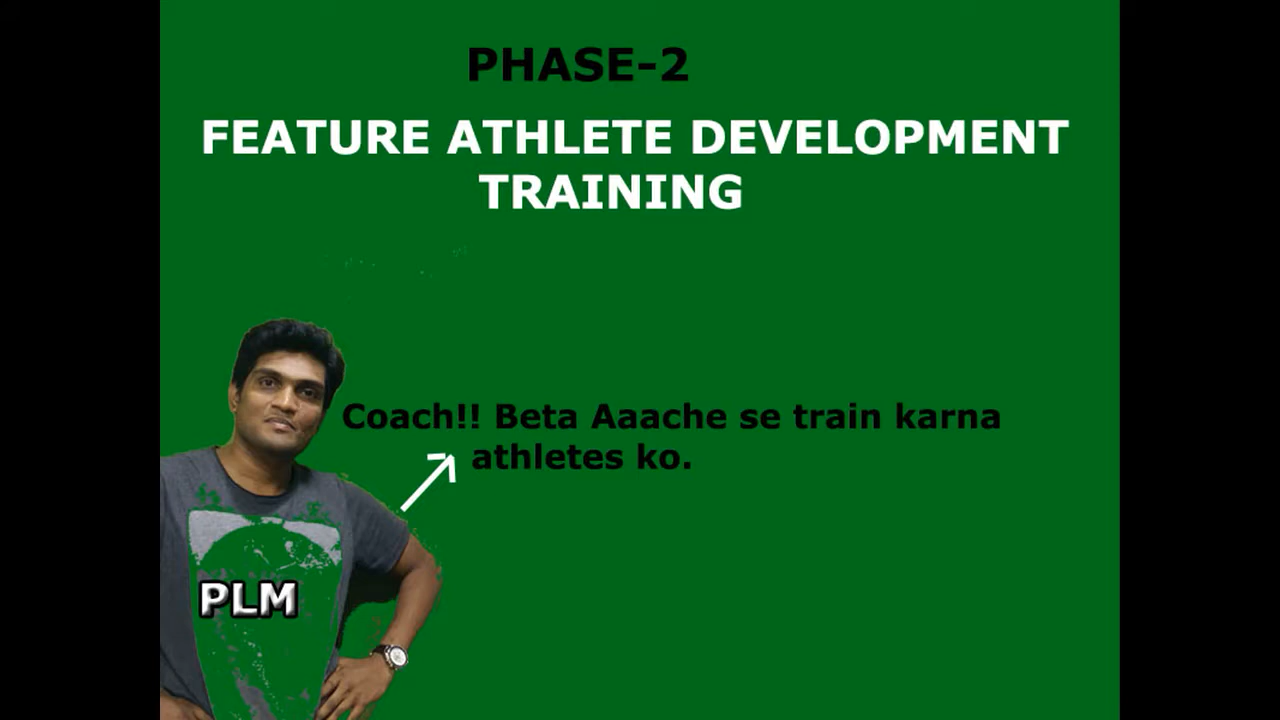 PHASE-2
FEATURE ATHLETE DEVELOPMENT
TRAINING
Coach!! Beta Aaache se train karna
athletes ko.
PLM